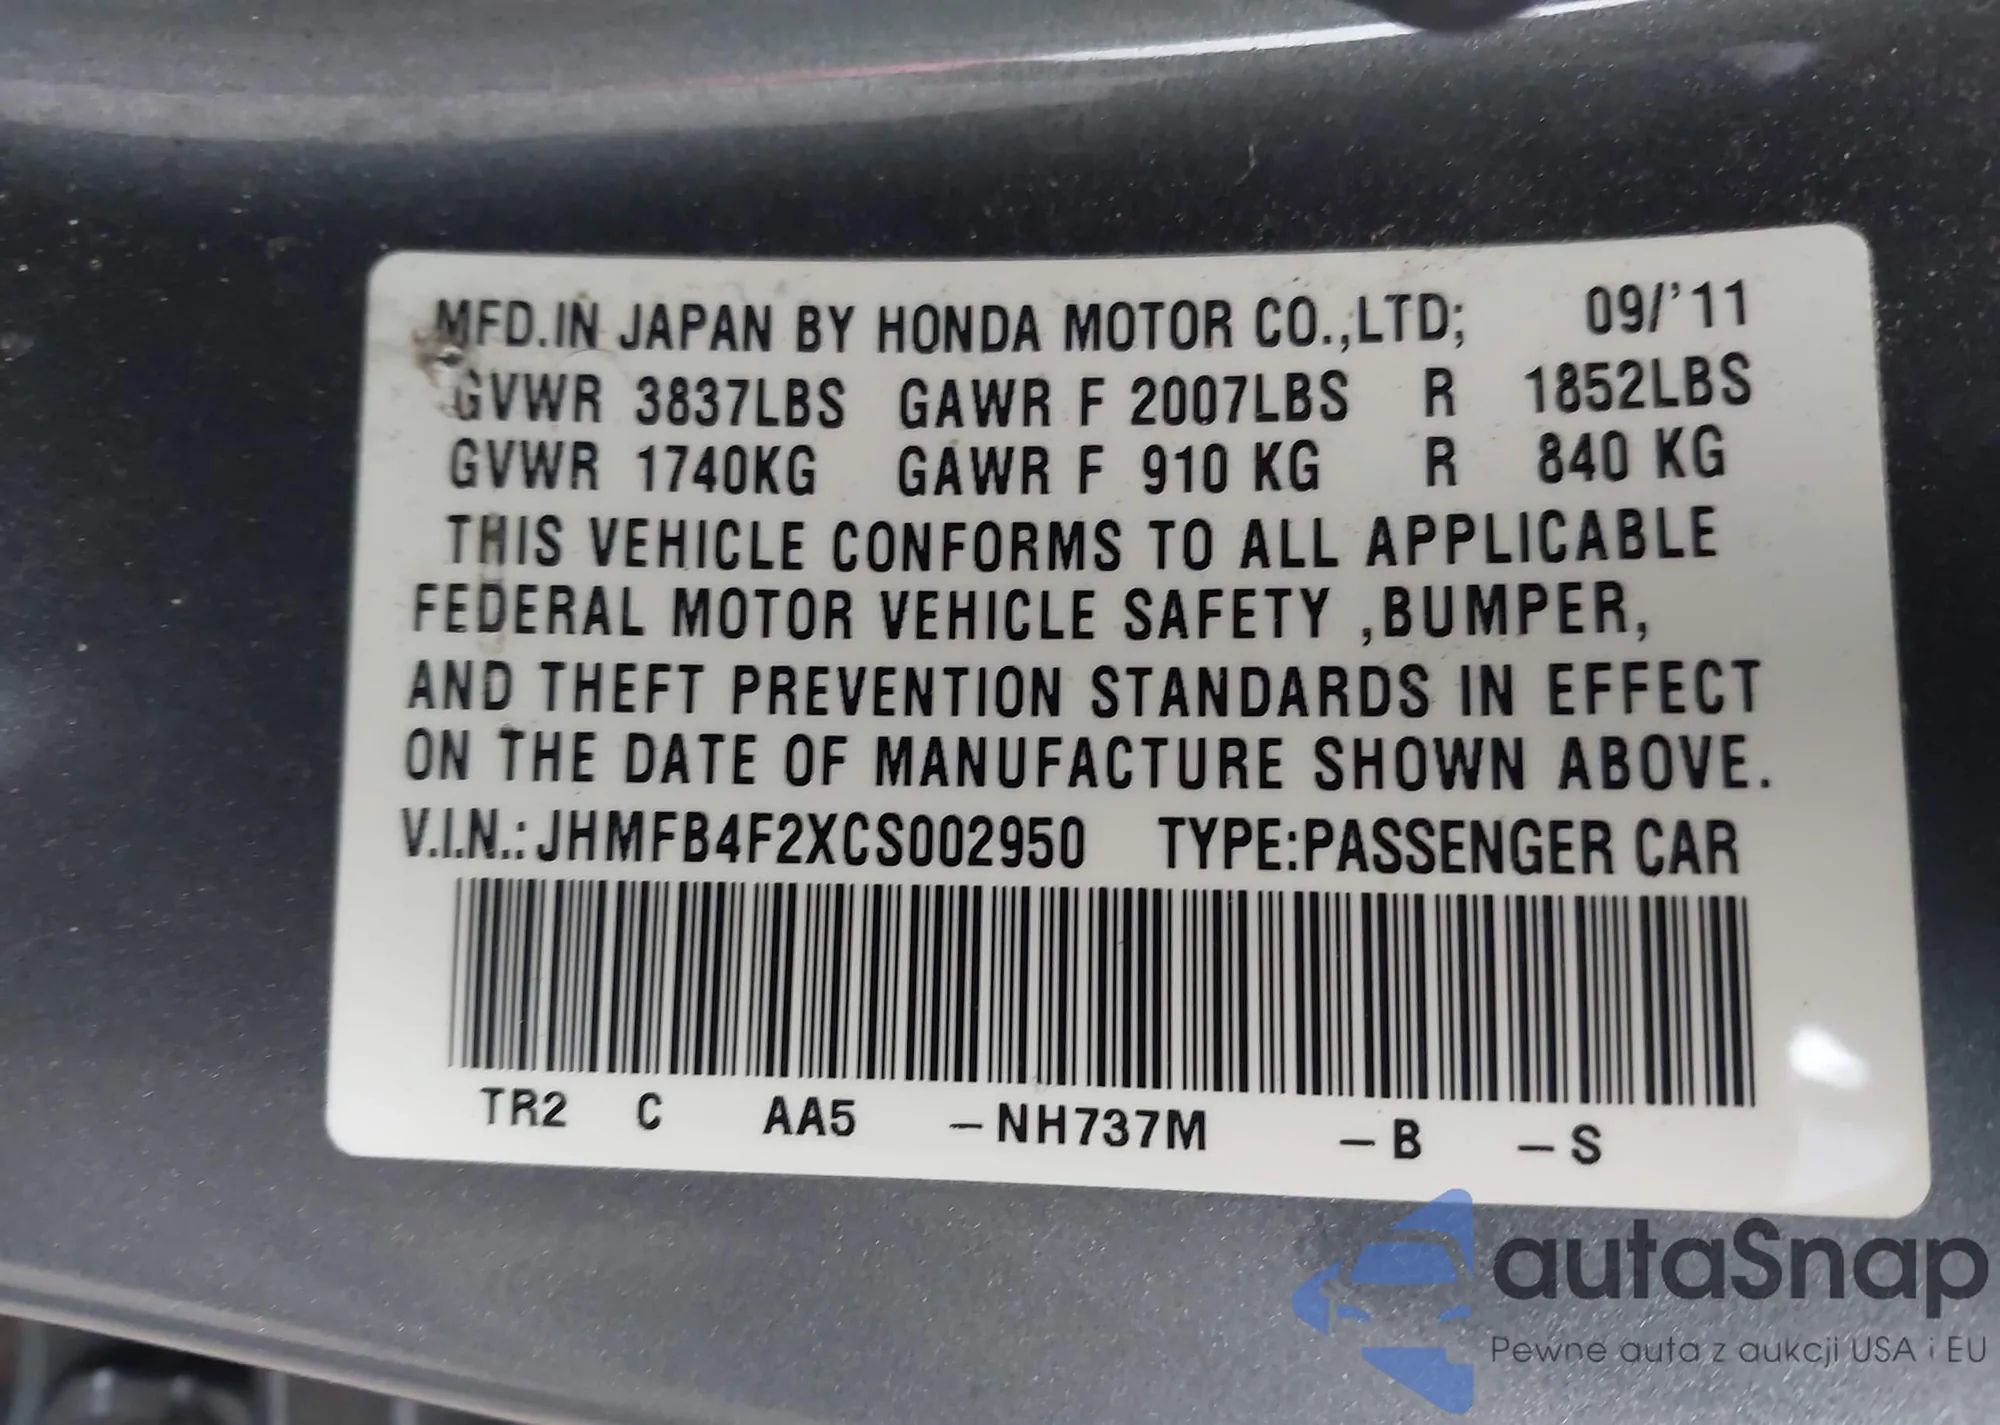 MFD.IN JAPAN BY HONDA MOTOR CO.,LTD; 09/'11
GVWR 3837LBS GAWR F 2007LBS R 1852LBS
GVWR 1740KG GAWR F 910 KG R 840 KG
THIS VEHICLE CONFORMS TO ALL APPLICABLE
FEDERAL MOTOR VEHICLE SAFETY ,BUMPER,
AND THEFT PREVENTION STANDARDS IN EFFECT
ON THE DATE OF MANUFACTURE SHOWN ABOVE.
V.I.N.:JHMFB4F2XCS002950 TYPE:PASSENGER CAR
TR2 C AA5 -NH737M -B -S
autaSnap
Pewne auta z aukcji USA i EU